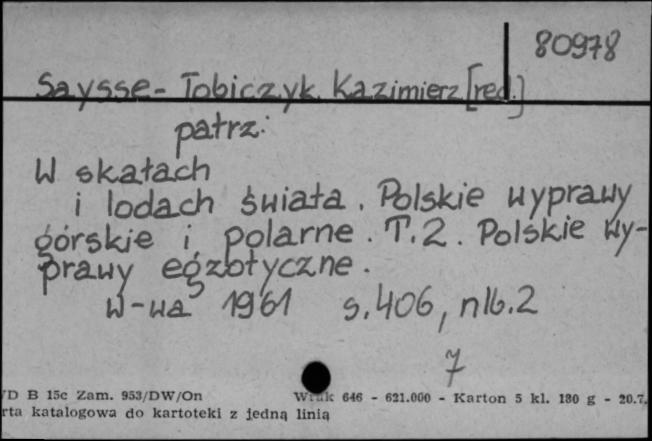 80978
Saysse-Tobiczyk Kazimierz [red.]
patrz:
W skałach
i lodach świata. Polskie wyprawy
górskie i polarne. T.2. Polskie wy-
prawy egzotyczne.
W-wa 1961 s.406, nlb.2
7
D B 15c Zam. 953/DW/On Wruk 646 - 621.000 - Karton 5 kl. 180 g - 20.7.
rta katalogowa do kartoteki z jedną linią